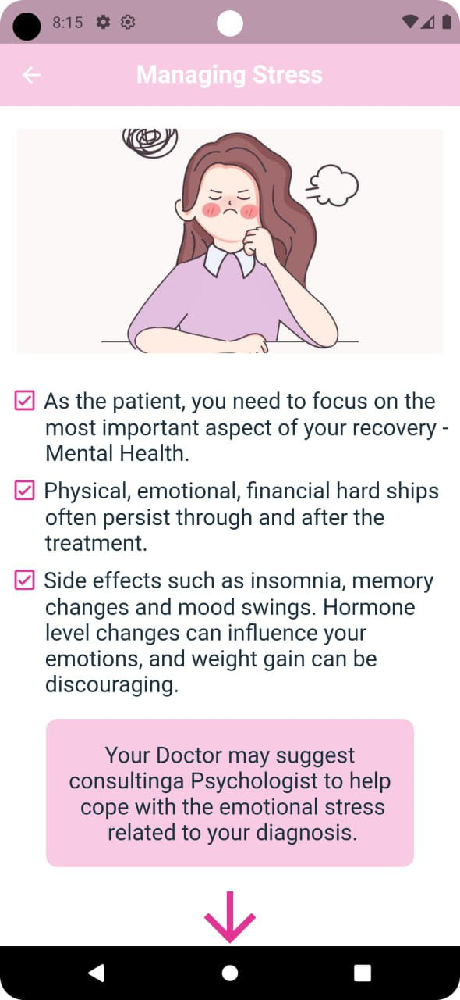 8:15
Managing Stress
As the patient, you need to focus on the
most important aspect of your recovery -
Mental Health.
Physical, emotional, financial hard ships
often persist through and after the
treatment.
Side effects such as insomnia, memory
changes and mood swings. Hormone
level changes can influence your
emotions, and weight gain can be
discouraging.
Your Doctor may suggest
consultinga Psychologist to help
cope with the emotional stress
related to your diagnosis.